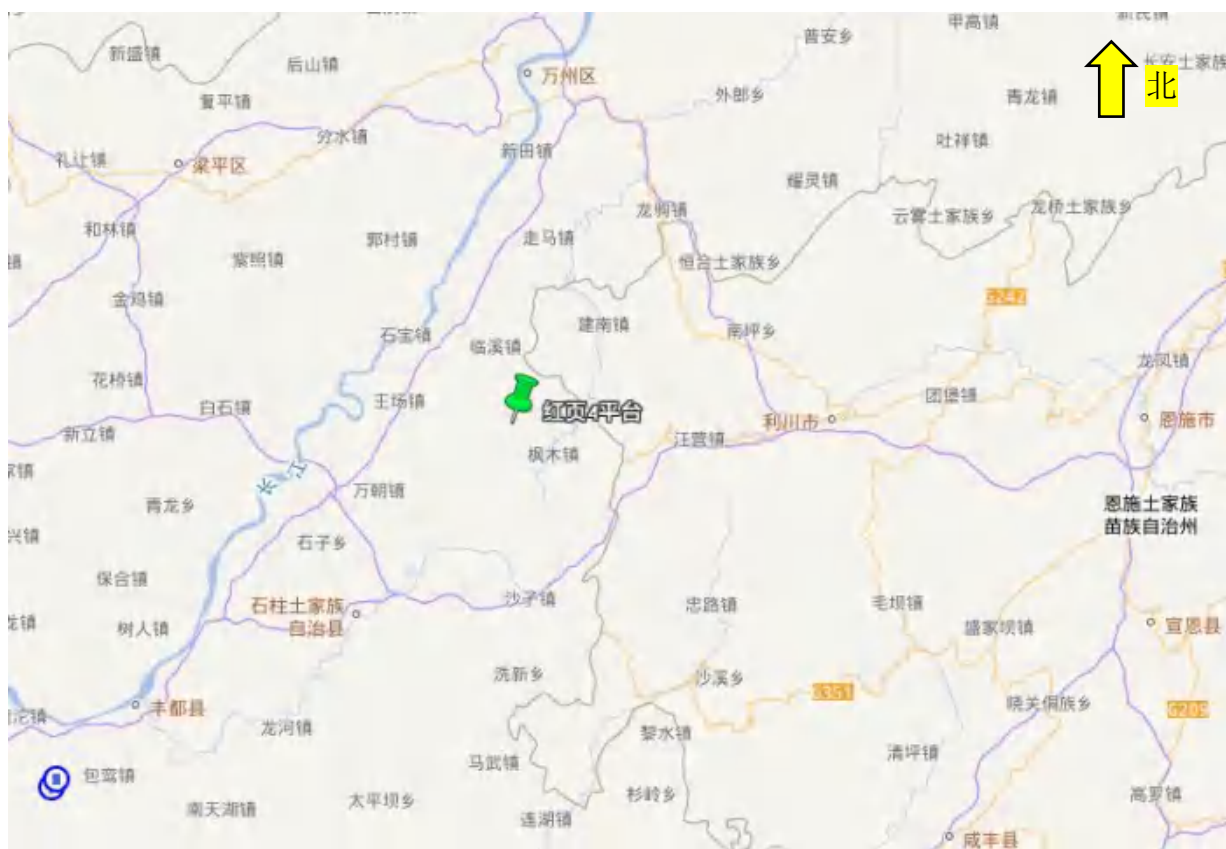 新民镇
甲高镇
普安乡
新盛镇
后山镇
长安土家族
北
万州区
外郎乡
青龙镇
复平镇
分水镇
吐祥镇
新田镇
礼让镇
梁平区
耀灵镇
龙驹镇
云雾土家族乡
龙桥土家族乡
和林镇
郭村镇
走马镇
紫照镇
恒合土家族乡
金鸡镇
G242
建南镇
石宝镇
南坪乡
临溪镇
龙凤镇
花桥镇
团堡镇
白石镇
王场镇
红页4平台
利川市
恩施市
新立镇
汪营镇
枫木镇
长江
万朝镇
青龙乡
恩施土家族
苗族自治州
兴镇
石子乡
保合镇
沙子镇
石柱土家族
自治县
忠路镇
毛坝镇
龙镇
树人镇
盛家坝镇
宣恩县
洗新乡
沙溪乡
G351
丰都县
晓关侗族乡
G209
龙河镇
黎水镇
清坪镇
马武镇
包鸾镇
南天湖镇
太平坝乡
杉岭乡
高罗镇
连湖镇
咸丰县